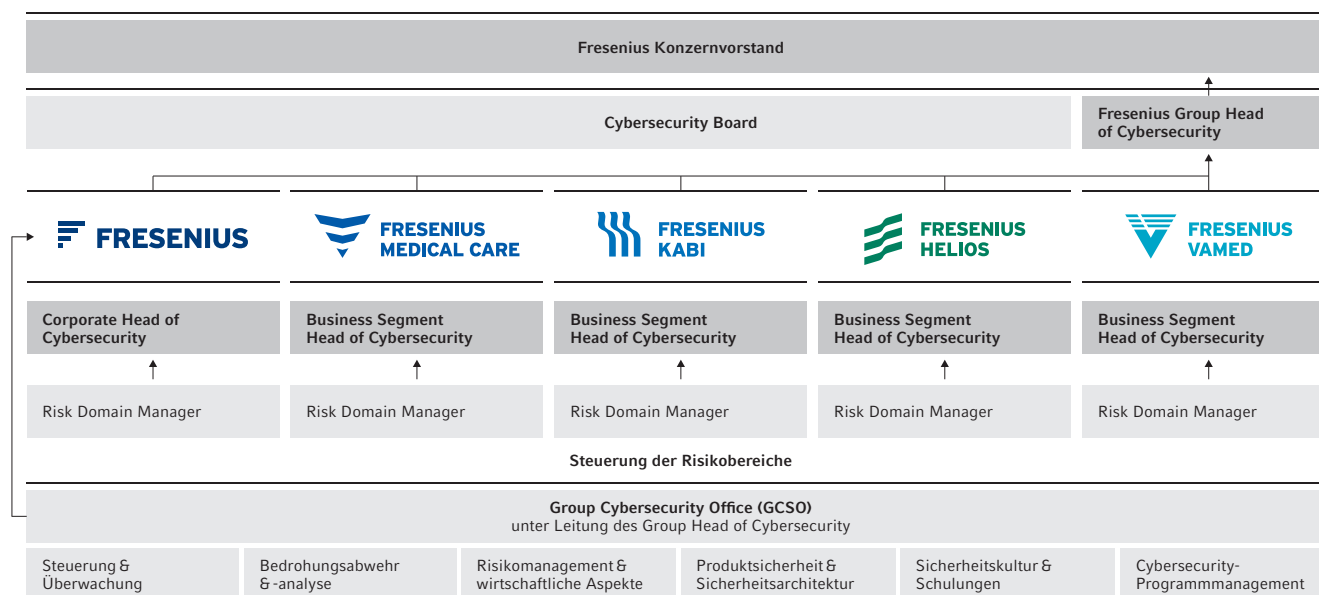 Fresenius Konzernvorstand
Cybersecurity Board
Fresenius Group Head
of Cybersecurity
FRESENIUS
FRESENIUS
MEDICAL CARE
FRESENIUS
KABI
FRESENIUS
HELIOS
FRESENIUS
VAMED
Corporate Head of
Cybersecurity
Business Segment
Head of Cybersecurity
Business Segment
Head of Cybersecurity
Business Segment
Head of Cybersecurity
Business Segment
Head of Cybersecurity
Risk Domain Manager
Risk Domain Manager
Risk Domain Manager
Risk Domain Manager
Risk Domain Manager
Steuerung der Risikobereiche
Group Cybersecurity Office (GCSO)
unter Leitung des Group Head of Cybersecurity
Steuerung &
Überwachung
Bedrohungsabwehr
& -analyse
Risikomanagement &
wirtschaftliche Aspekte
Produktsicherheit &
Sicherheitsarchitektur
Sicherheitskultur &
Schulungen
Cybersecurity-
Programmmanagement